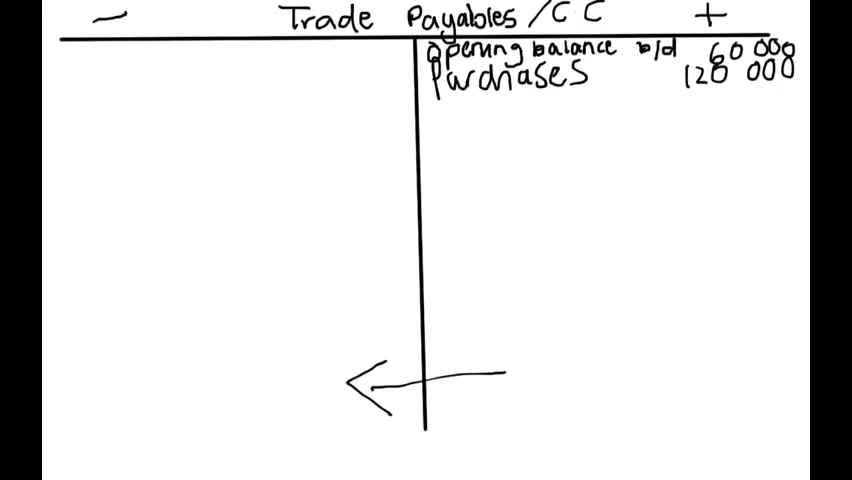 − Trade Payables / C C +
Opening balance b/d 60 000
Purchases 120 000